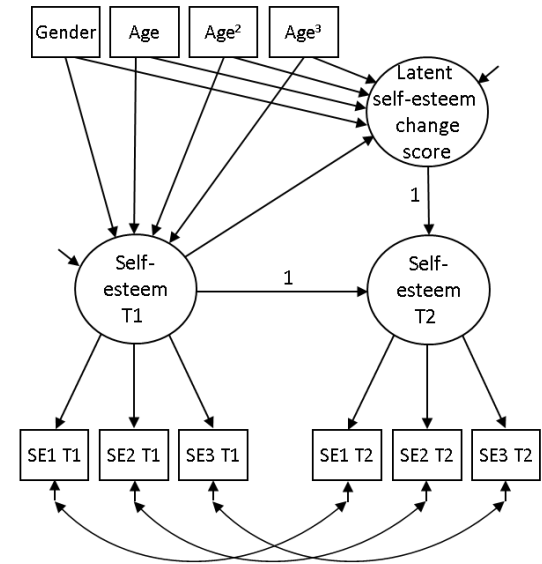 Gender
Age
Age²
Age³
Latent
self-esteem
change
score
1
Self-
esteem
T1
1
Self-
esteem
T2
SE1 T1
SE2 T1
SE3 T1
SE1 T2
SE2 T2
SE3 T2